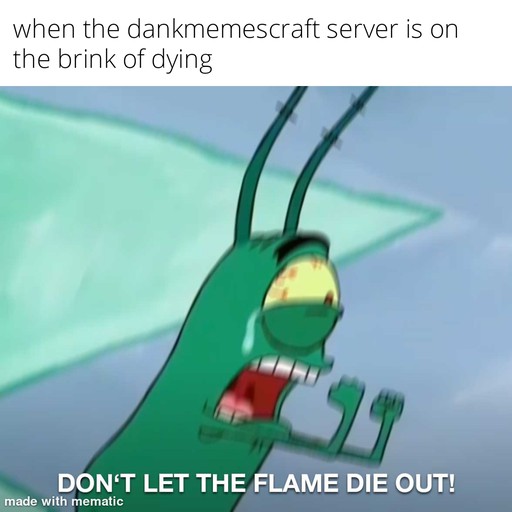 when the dankmemescraft server is on
the brink of dying
DON‘T LET THE FLAME DIE OUT!
made with mematic